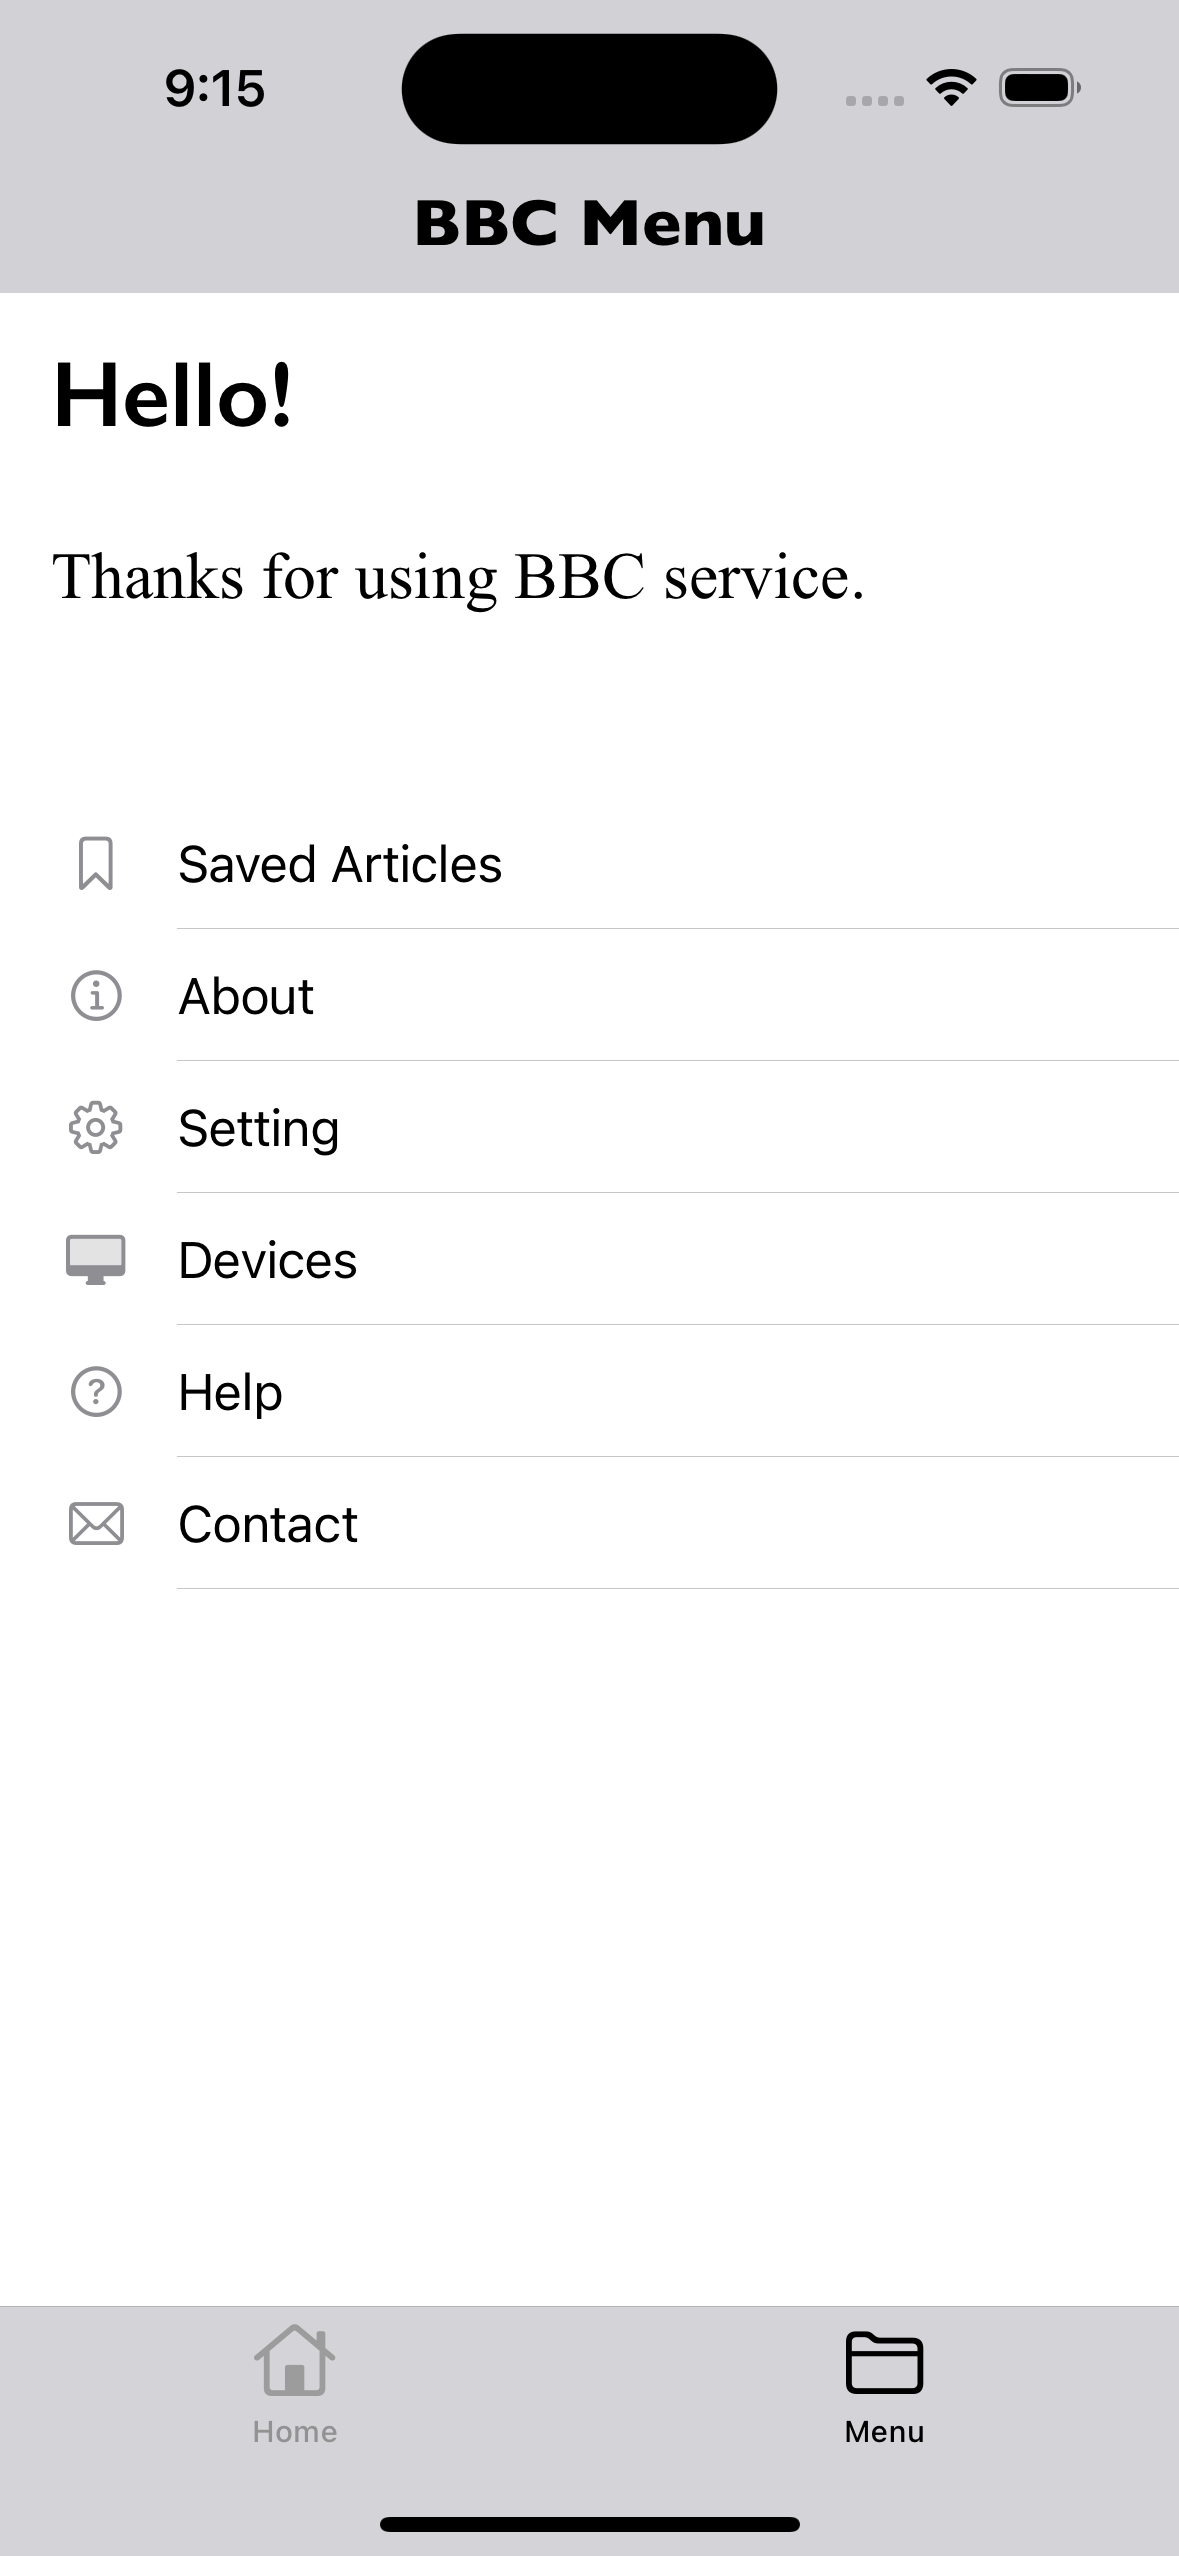 9:15
BBC Menu
Hello!
Thanks for using BBC service.
Saved Articles
About
Setting
Devices
Help
Contact
Home
Menu